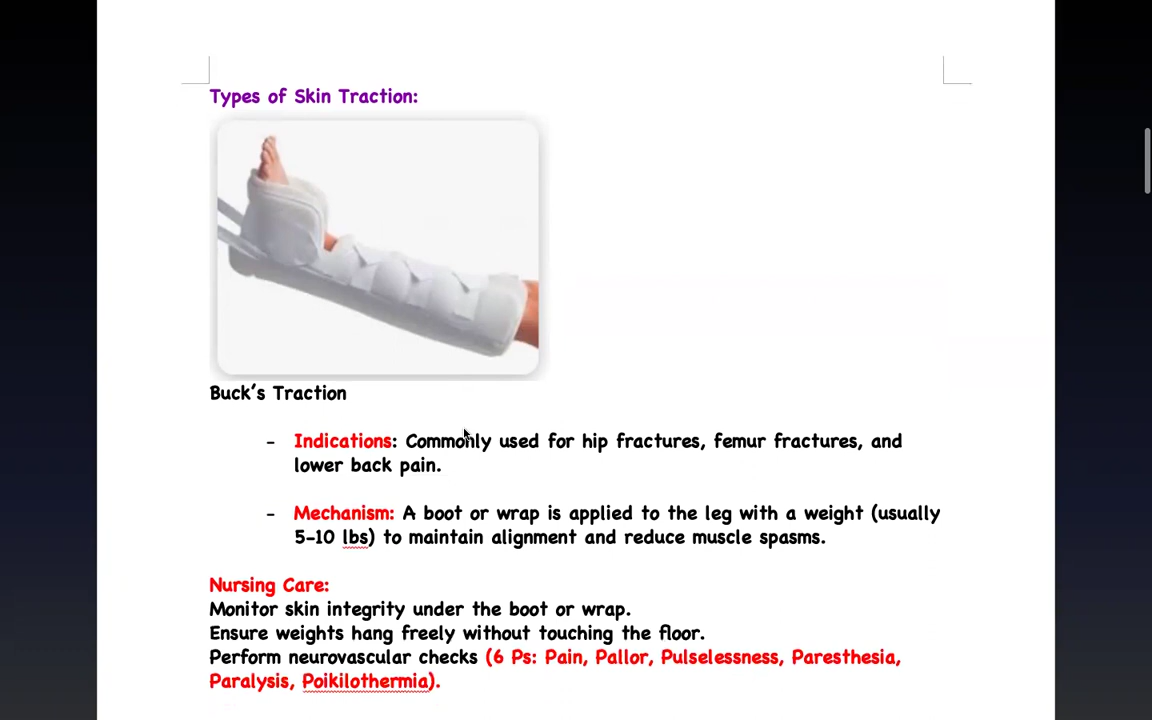 Types of Skin Traction:
Buck's Traction
- Indications: Commonly used for hip fractures, femur fractures, and
lower back pain.
- Mechanism: A boot or wrap is applied to the leg with a weight (usually
5-10 lbs) to maintain alignment and reduce muscle spasms.
Nursing Care:
Monitor skin integrity under the boot or wrap.
Ensure weights hang freely without touching the floor.
Perform neurovascular checks (6 Ps: Pain, Pallor, Pulselessness, Paresthesia,
Paralysis, Poikilothermia).